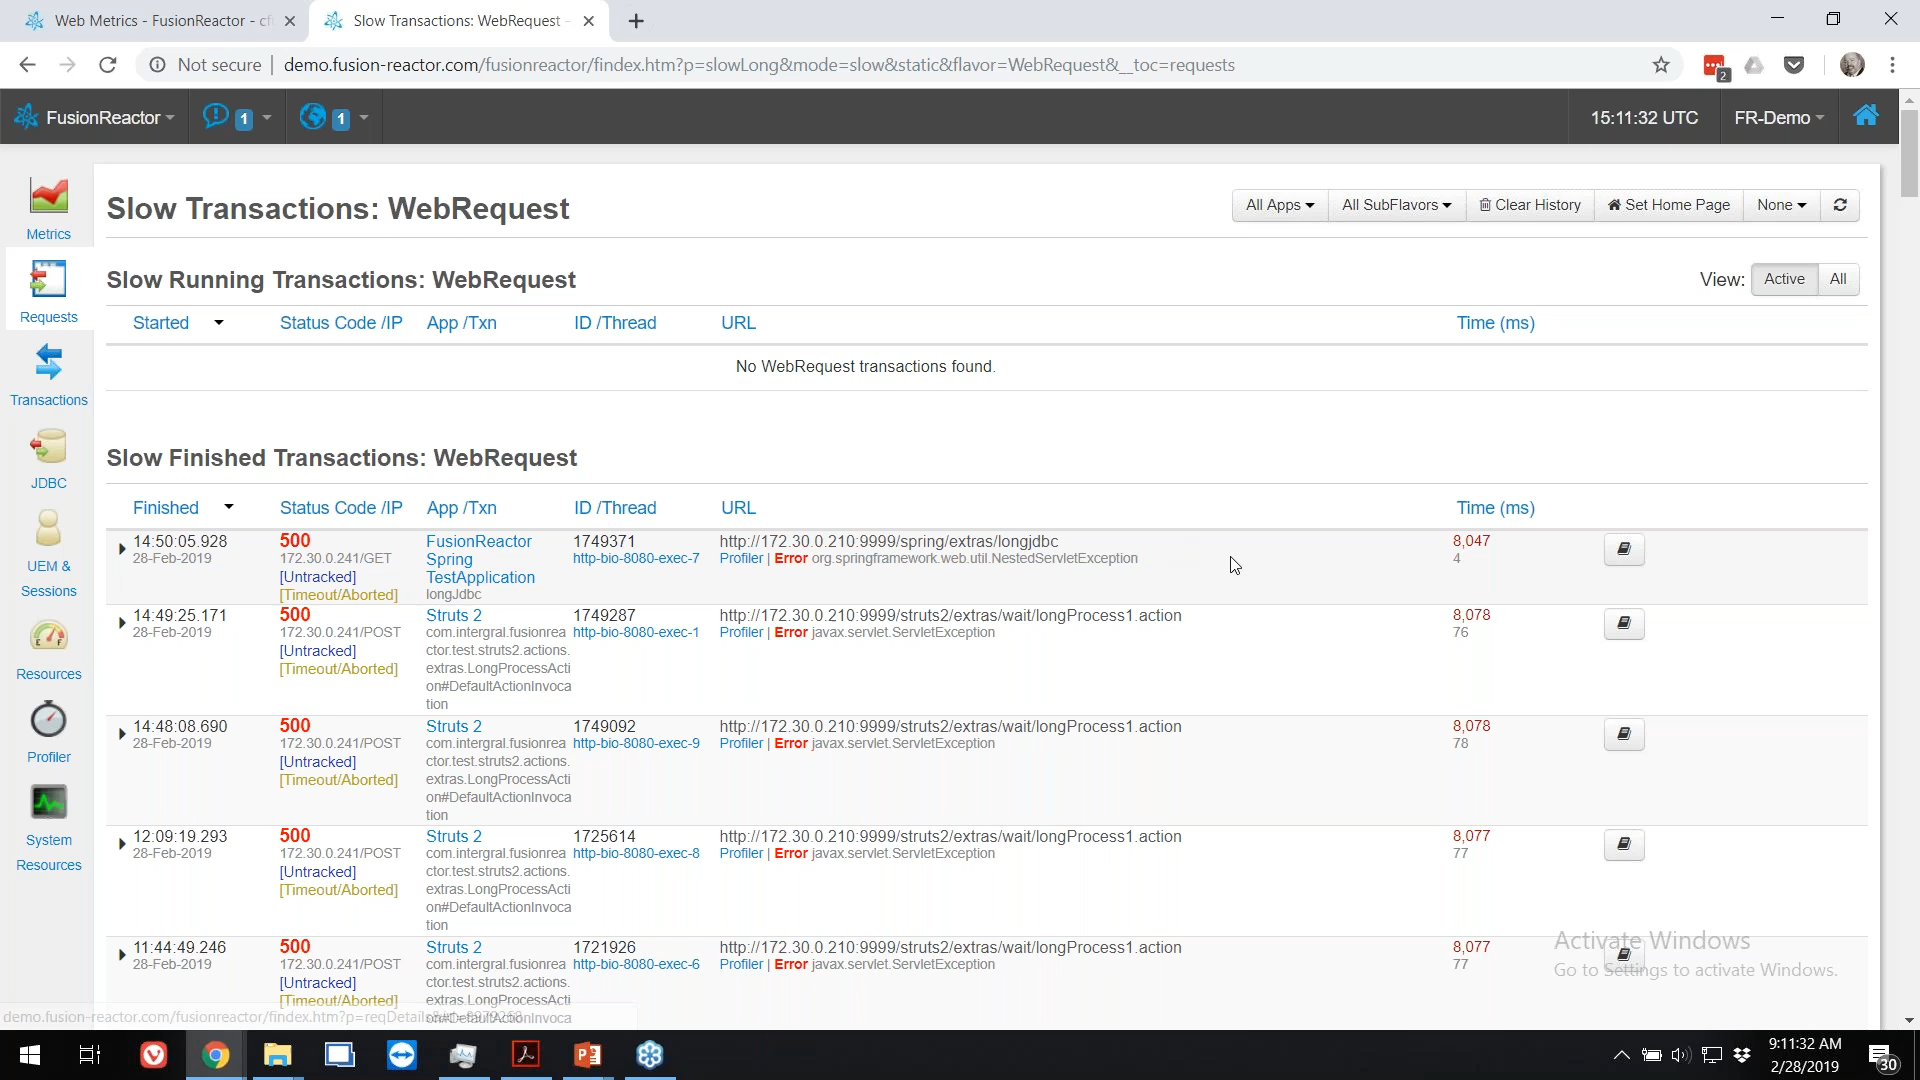 Web Metrics - FusionReactor - cf
Slow Transactions: WebRequest -
Not secure
demo.fusion-reactor.com/fusionreactor/findex.htm?p=slowLong&mode=slow&static&flavor=WebRequest&__toc=requests
2
FusionReactor
1
1
15:11:32 UTC
FR-Demo
Metrics
Requests
Transactions
JDBC
UEM &
Sessions
Resources
Profiler
System
Resources
Slow Transactions: WebRequest
All Apps
All SubFlavors
Clear History
Set Home Page
None
Slow Running Transactions: WebRequest
View: Active All
Started Status Code /IP App /Txn ID /Thread URL Time (ms)
No WebRequest transactions found.
Slow Finished Transactions: WebRequest
Finished Status Code /IP App /Txn ID /Thread URL Time (ms)
14:50:05.928
28-Feb-2019
500
172.30.0.241/GET
[Untracked]
[Timeout/Aborted]
FusionReactor
Spring
TestApplication
longJdbc
1749371
http-bio-8080-exec-7
http://172.30.0.210:9999/spring/extras/longjdbc
Profiler | Error org.springframework.web.util.NestedServletException
8,047
4
14:49:25.171
28-Feb-2019
500
172.30.0.241/POST
[Untracked]
[Timeout/Aborted]
Struts 2
com.intergral.fusionrea
ctor.test.struts2.actions.
extras.LongProcessActi
on#DefaultActionInvoca
tion
1749287
http-bio-8080-exec-1
http://172.30.0.210:9999/struts2/extras/wait/longProcess1.action
Profiler | Error javax.servlet.ServletException
8,078
76
14:48:08.690
28-Feb-2019
500
172.30.0.241/POST
[Untracked]
[Timeout/Aborted]
Struts 2
com.intergral.fusionrea
ctor.test.struts2.actions.
extras.LongProcessActi
on#DefaultActionInvoca
tion
1749092
http-bio-8080-exec-9
http://172.30.0.210:9999/struts2/extras/wait/longProcess1.action
Profiler | Error javax.servlet.ServletException
8,078
78
12:09:19.293
28-Feb-2019
500
172.30.0.241/POST
[Untracked]
[Timeout/Aborted]
Struts 2
com.intergral.fusionrea
ctor.test.struts2.actions.
extras.LongProcessActi
on#DefaultActionInvoca
tion
1725614
http-bio-8080-exec-8
http://172.30.0.210:9999/struts2/extras/wait/longProcess1.action
Profiler | Error javax.servlet.ServletException
8,077
77
11:44:49.246
28-Feb-2019
500
172.30.0.241/POST
[Untracked]
[Timeout/Aborted]
Struts 2
com.intergral.fusionrea
ctor.test.struts2.actions.
extras.LongProcessActi
on#DefaultActionInvoca
1721926
http-bio-8080-exec-6
http://172.30.0.210:9999/struts2/extras/wait/longProcess1.action
Profiler | Error javax.servlet.ServletException
8,077
77
Activate Windows
Go to Settings to activate Windows.
demo.fusion-reactor.com/fusionreactor/findex.htm?p=reqDetails
9:11:32 AM
2/28/2019
30